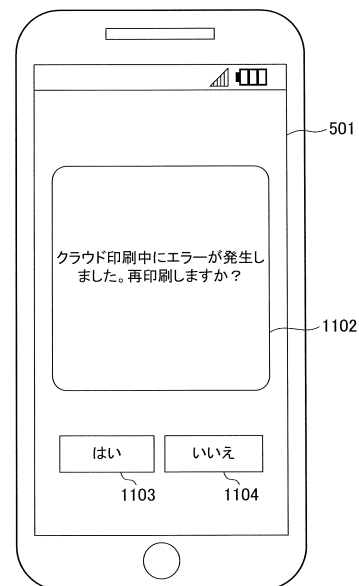 501
クラウド印刷中にエラーが発生し
ました。再印刷しますか？
1102
はい
いいえ
1103
1104